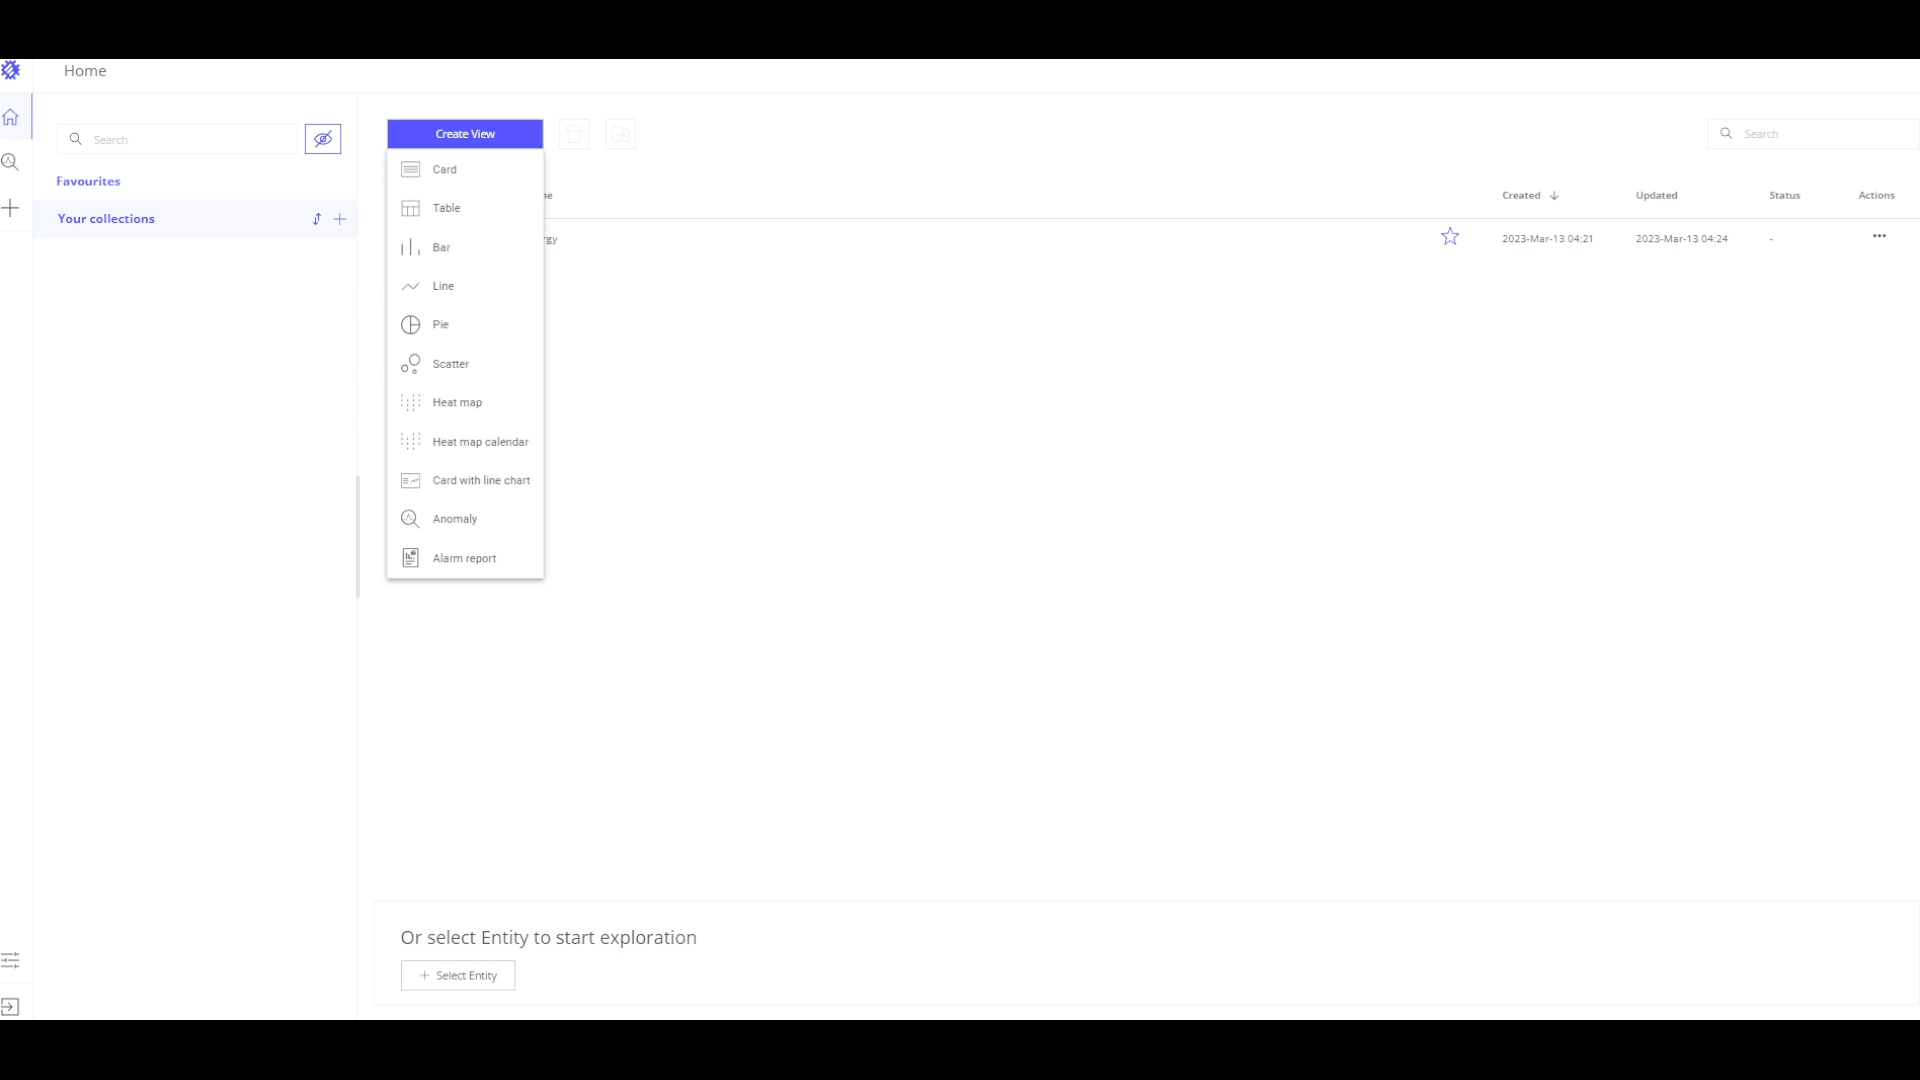 Home
Search
Favourites
Your collections
Create View
Card
Table
Bar
Line
Pie
Scatter
Heat map
Heat map calendar
Card with line chart
Anomaly
Alarm report
Search
Created Updated Status Actions
2023-Mar-13 04:21 2023-Mar-13 04:24 -
Or select Entity to start exploration
+ Select Entity